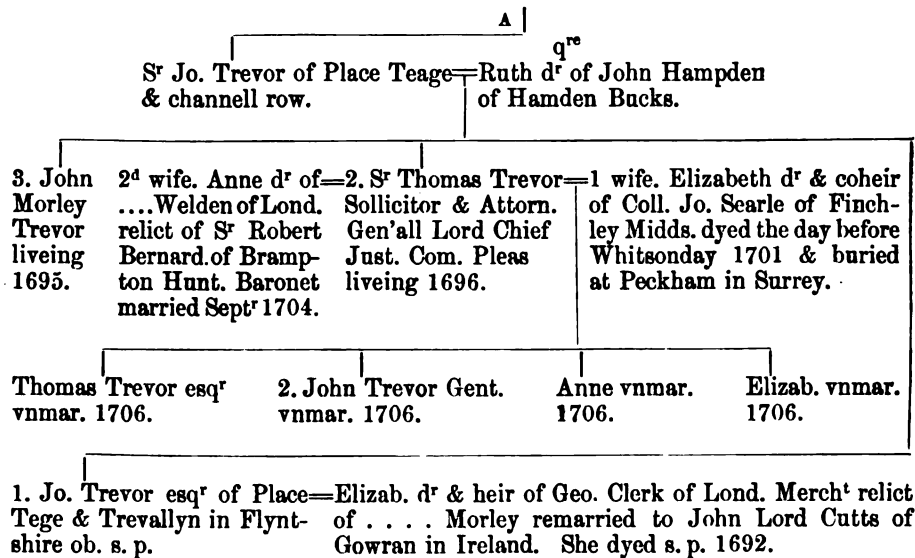 A
qre
Sr Jo. Trevor of Place Teage
& channell row.
Ruth dr of John Hampden
of Hamden Bucks.
3. John
Morley
Trevor
liveing
1695.
2d wife. Anne dr of
....Welden of Lond.
relict of Sr Robert
Bernard. of Bramp-
ton Hunt. Baronet
married Septr 1704.
2. Sr Thomas Trevor
Sollicitor & Attorn.
Gen'all Lord Chief
Just. Com. Pleas
liveing 1696.
1 wife. Elizabeth dr & coheir
of Coll. Jo. Searle of Finch-
ley Midds. dyed the day before
Whitsonday 1701 & buried
at Peckham in Surrey.
Thomas Trevor esqr
vnmar. 1706.
2. John Trevor Gent.
vnmar. 1706.
Anne vnmar.
1706.
Elizab. vnmar.
1706.
1. Jo. Trevor esqr of Place
Tege & Trevallyn in Flynt-
shire ob. s. p.
Elizab. dr & heir of Geo. Clerk of Lond. Mercht relict
of . . . . Morley remarried to John Lord Cutts of
Gowran in Ireland. She dyed s. p. 1692.